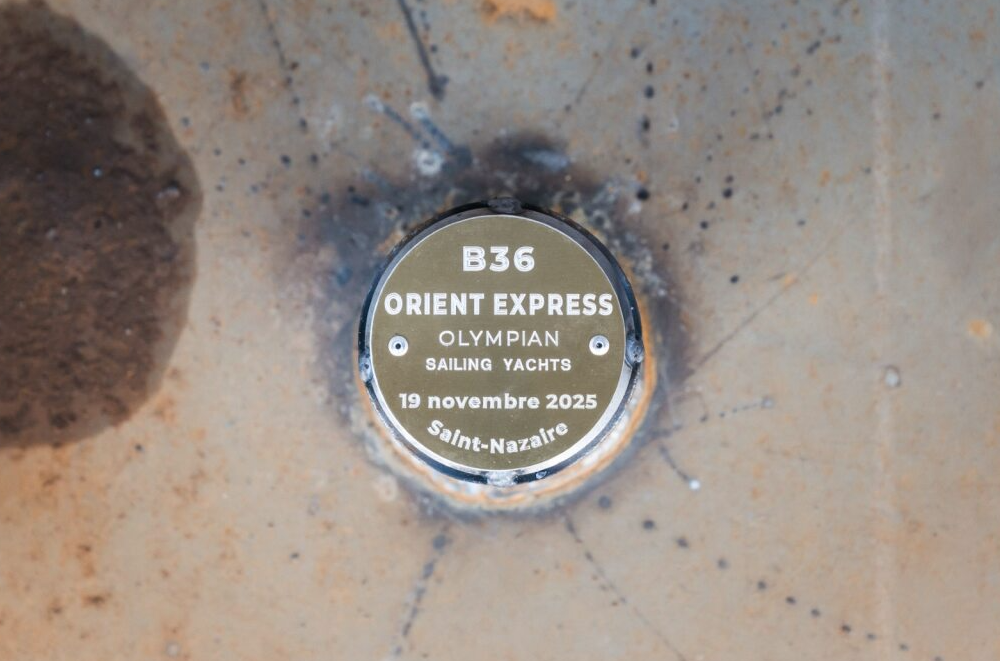 B36
ORIENT EXPRESS
OLYMPIAN
SAILING YACHTS
19 novembre 2025
Saint-Nazaire